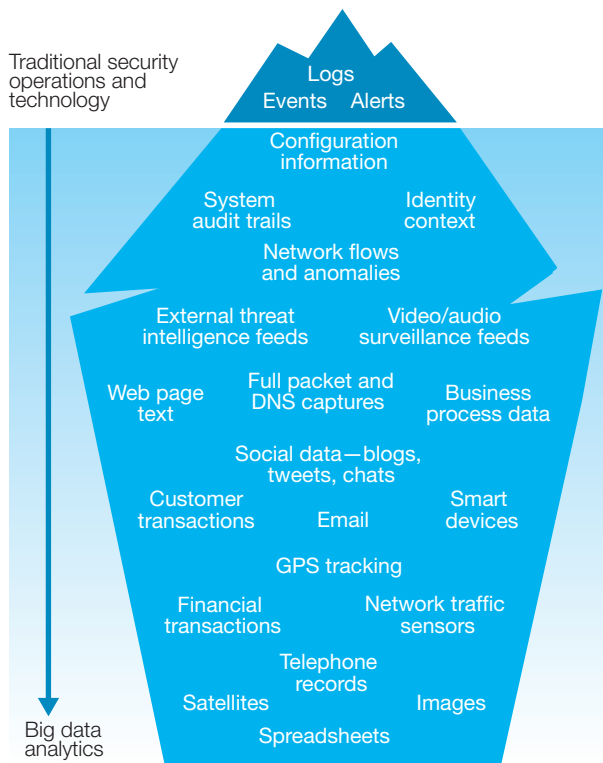 Traditional security
operations and
technology
Logs
Events Alerts
Configuration
information
System
audit trails
Identity
context
Network flows
and anomalies
External threat
intelligence feeds
Video/audio
surveillance feeds
Web page
text
Full packet and
DNS captures
Business
process data
Social data—blogs,
tweets, chats
Customer
transactions
Email
Smart
devices
GPS tracking
Financial
transactions
Network traffic
sensors
Telephone
records
Satellites
Images
Spreadsheets
Big data
analytics